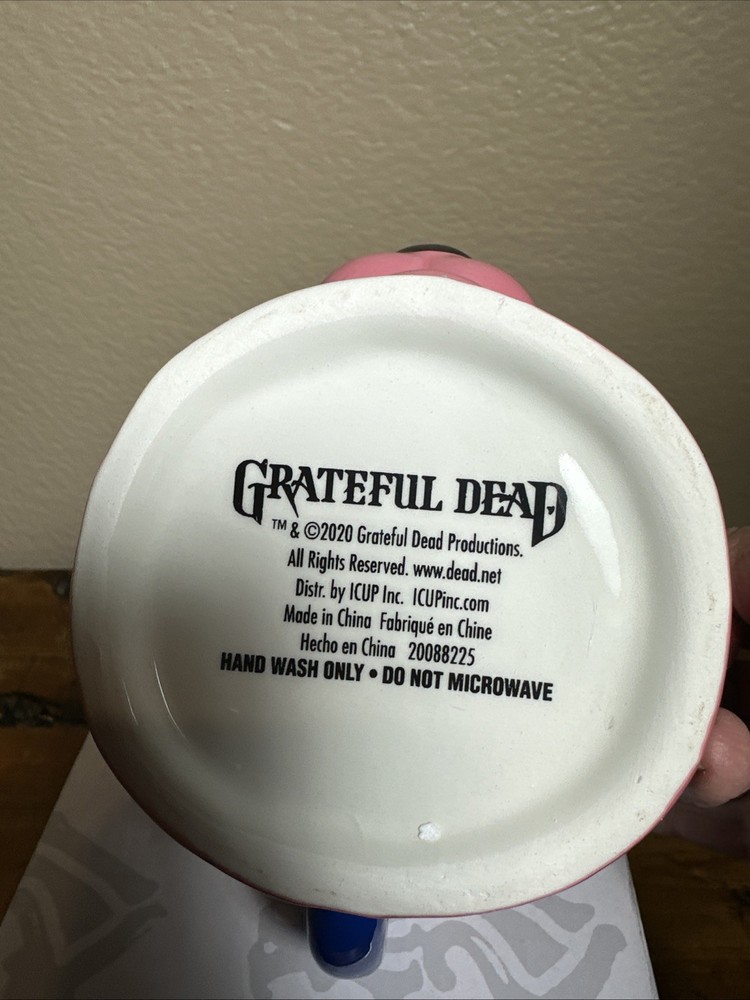 GRATEFUL DEAD
™ & ©2020 Grateful Dead Productions.
All Rights Reserved. www.dead.net
Distr. by ICUP Inc. ICUPinc.com
Made in China Fabriqué en Chine
Hecho en China 20088225
HAND WASH ONLY • DO NOT MICROWAVE